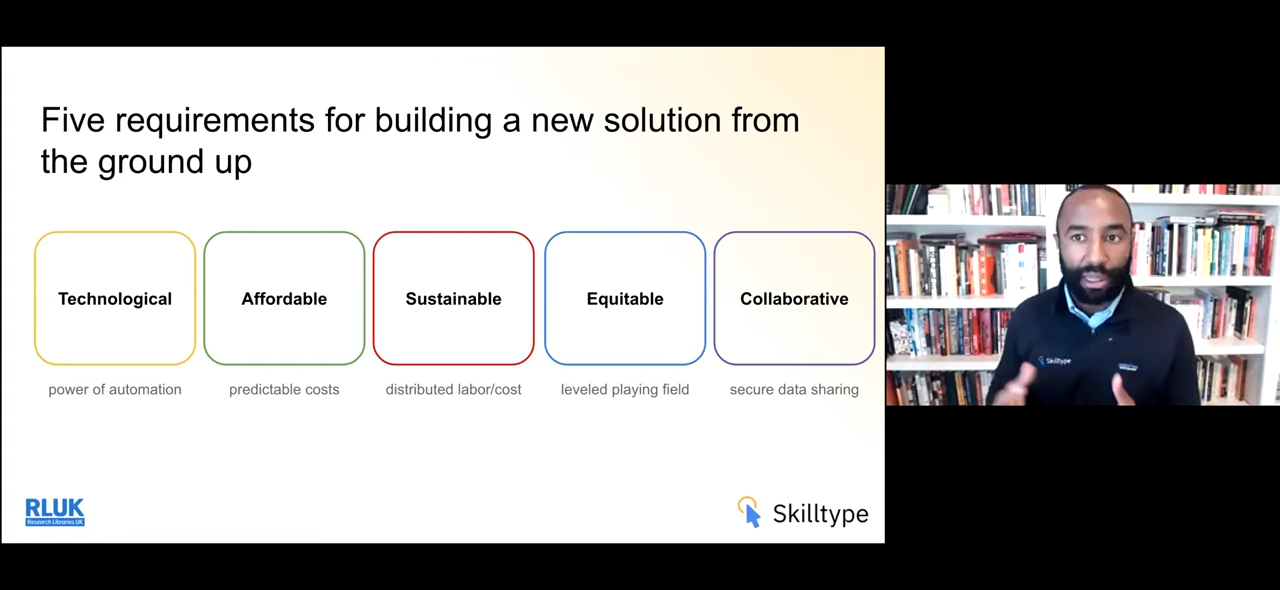 Five requirements for building a new solution from
the ground up
Technological
Affordable
Sustainable
Equitable
Collaborative
power of automation
predictable costs
distributed labor/cost
leveled playing field
secure data sharing
RLUK
Research Libraries UK
Skilltype
Skilltype